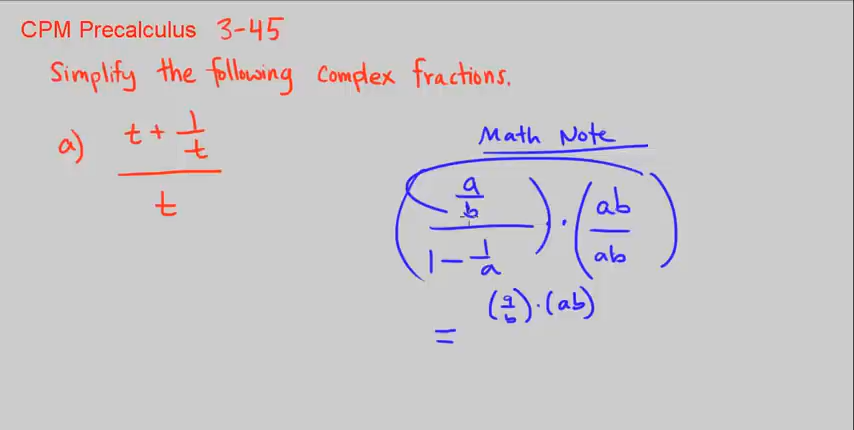 CPM Precalculus 3-45
Simplify the following complex fractions.
a) (t + 1/t)/t
Math Note
((a/b)/(1 - 1/a)) · (ab/ab)
= (a/b) · (ab)